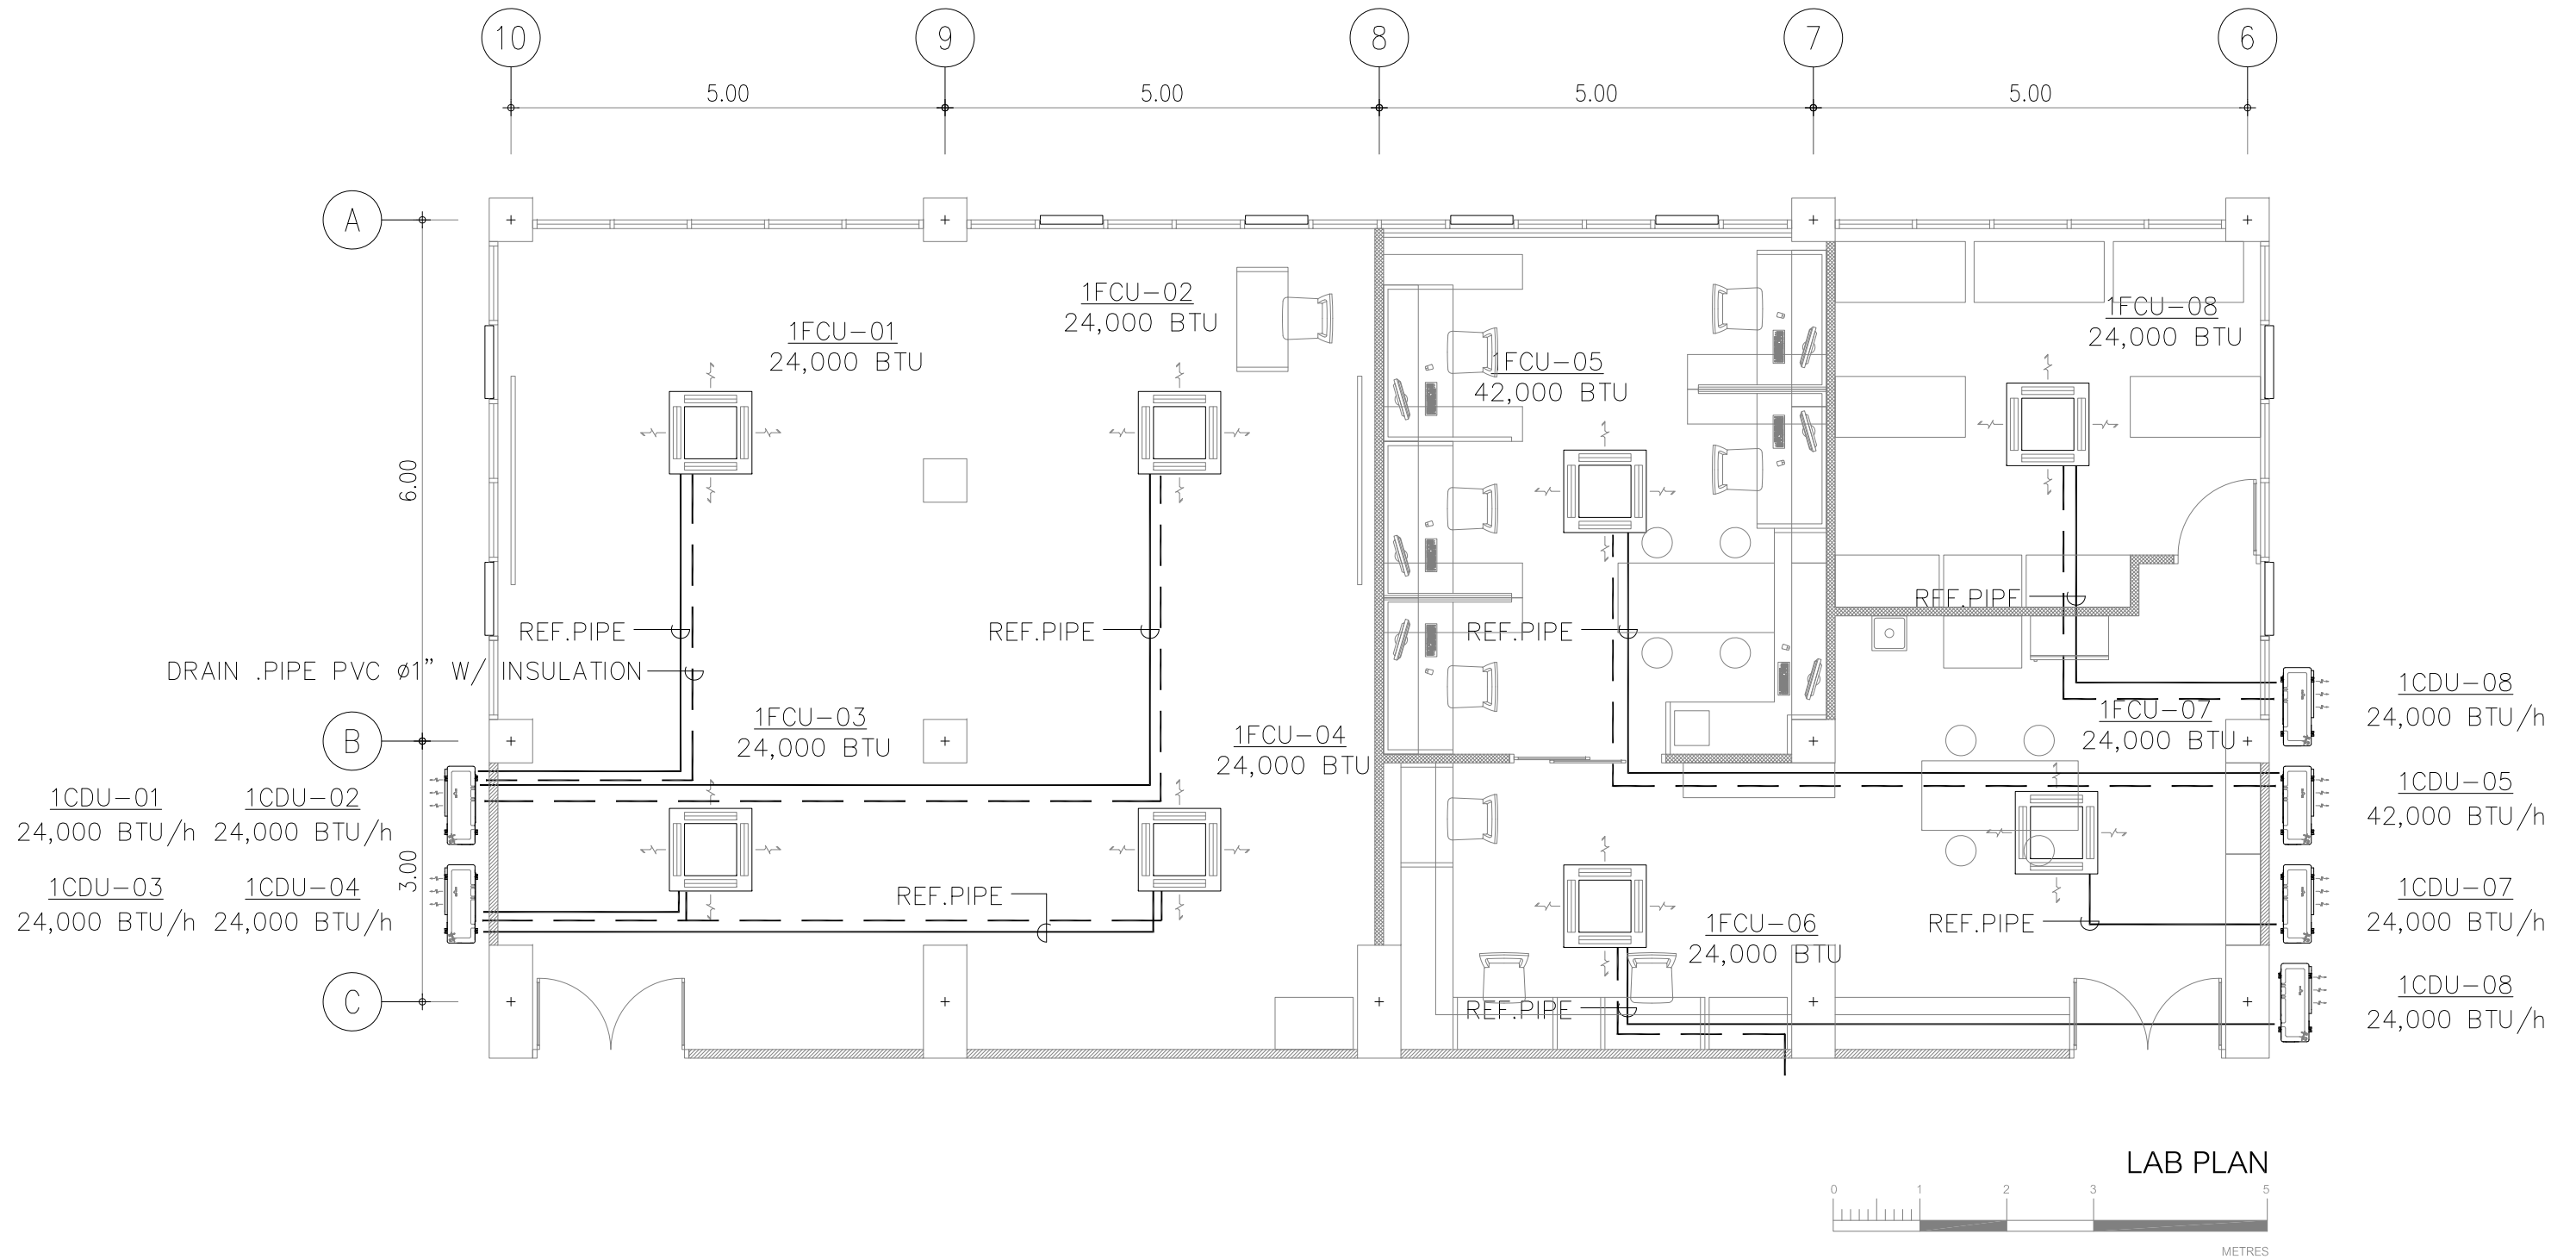 10
9
8
7
6
5.00
5.00
5.00
5.00
A
1FCU-02
24,000 BTU
1FCU-08
24,000 BTU
1FCU-01
24,000 BTU
1FCU-05
42,000 BTU
6.00
REF.PIPE
REF.PIPE
REF.PIPE
REF.PIPE
DRAIN .PIPE PVC ø1” W/ INSULATION
1FCU-03
24,000 BTU
1FCU-04
24,000 BTU
1FCU-07
24,000 BTU
1CDU-08
24,000 BTU/h
B
1CDU-01
24,000 BTU/h
1CDU-02
24,000 BTU/h
1CDU-05
42,000 BTU/h
3.00
1CDU-03
24,000 BTU/h
1CDU-04
24,000 BTU/h
REF.PIPE
1FCU-06
24,000 BTU
REF.PIPE
1CDU-07
24,000 BTU/h
C
REF.PIPE
1CDU-08
24,000 BTU/h
LAB PLAN
0 1 2 3 5
METRES